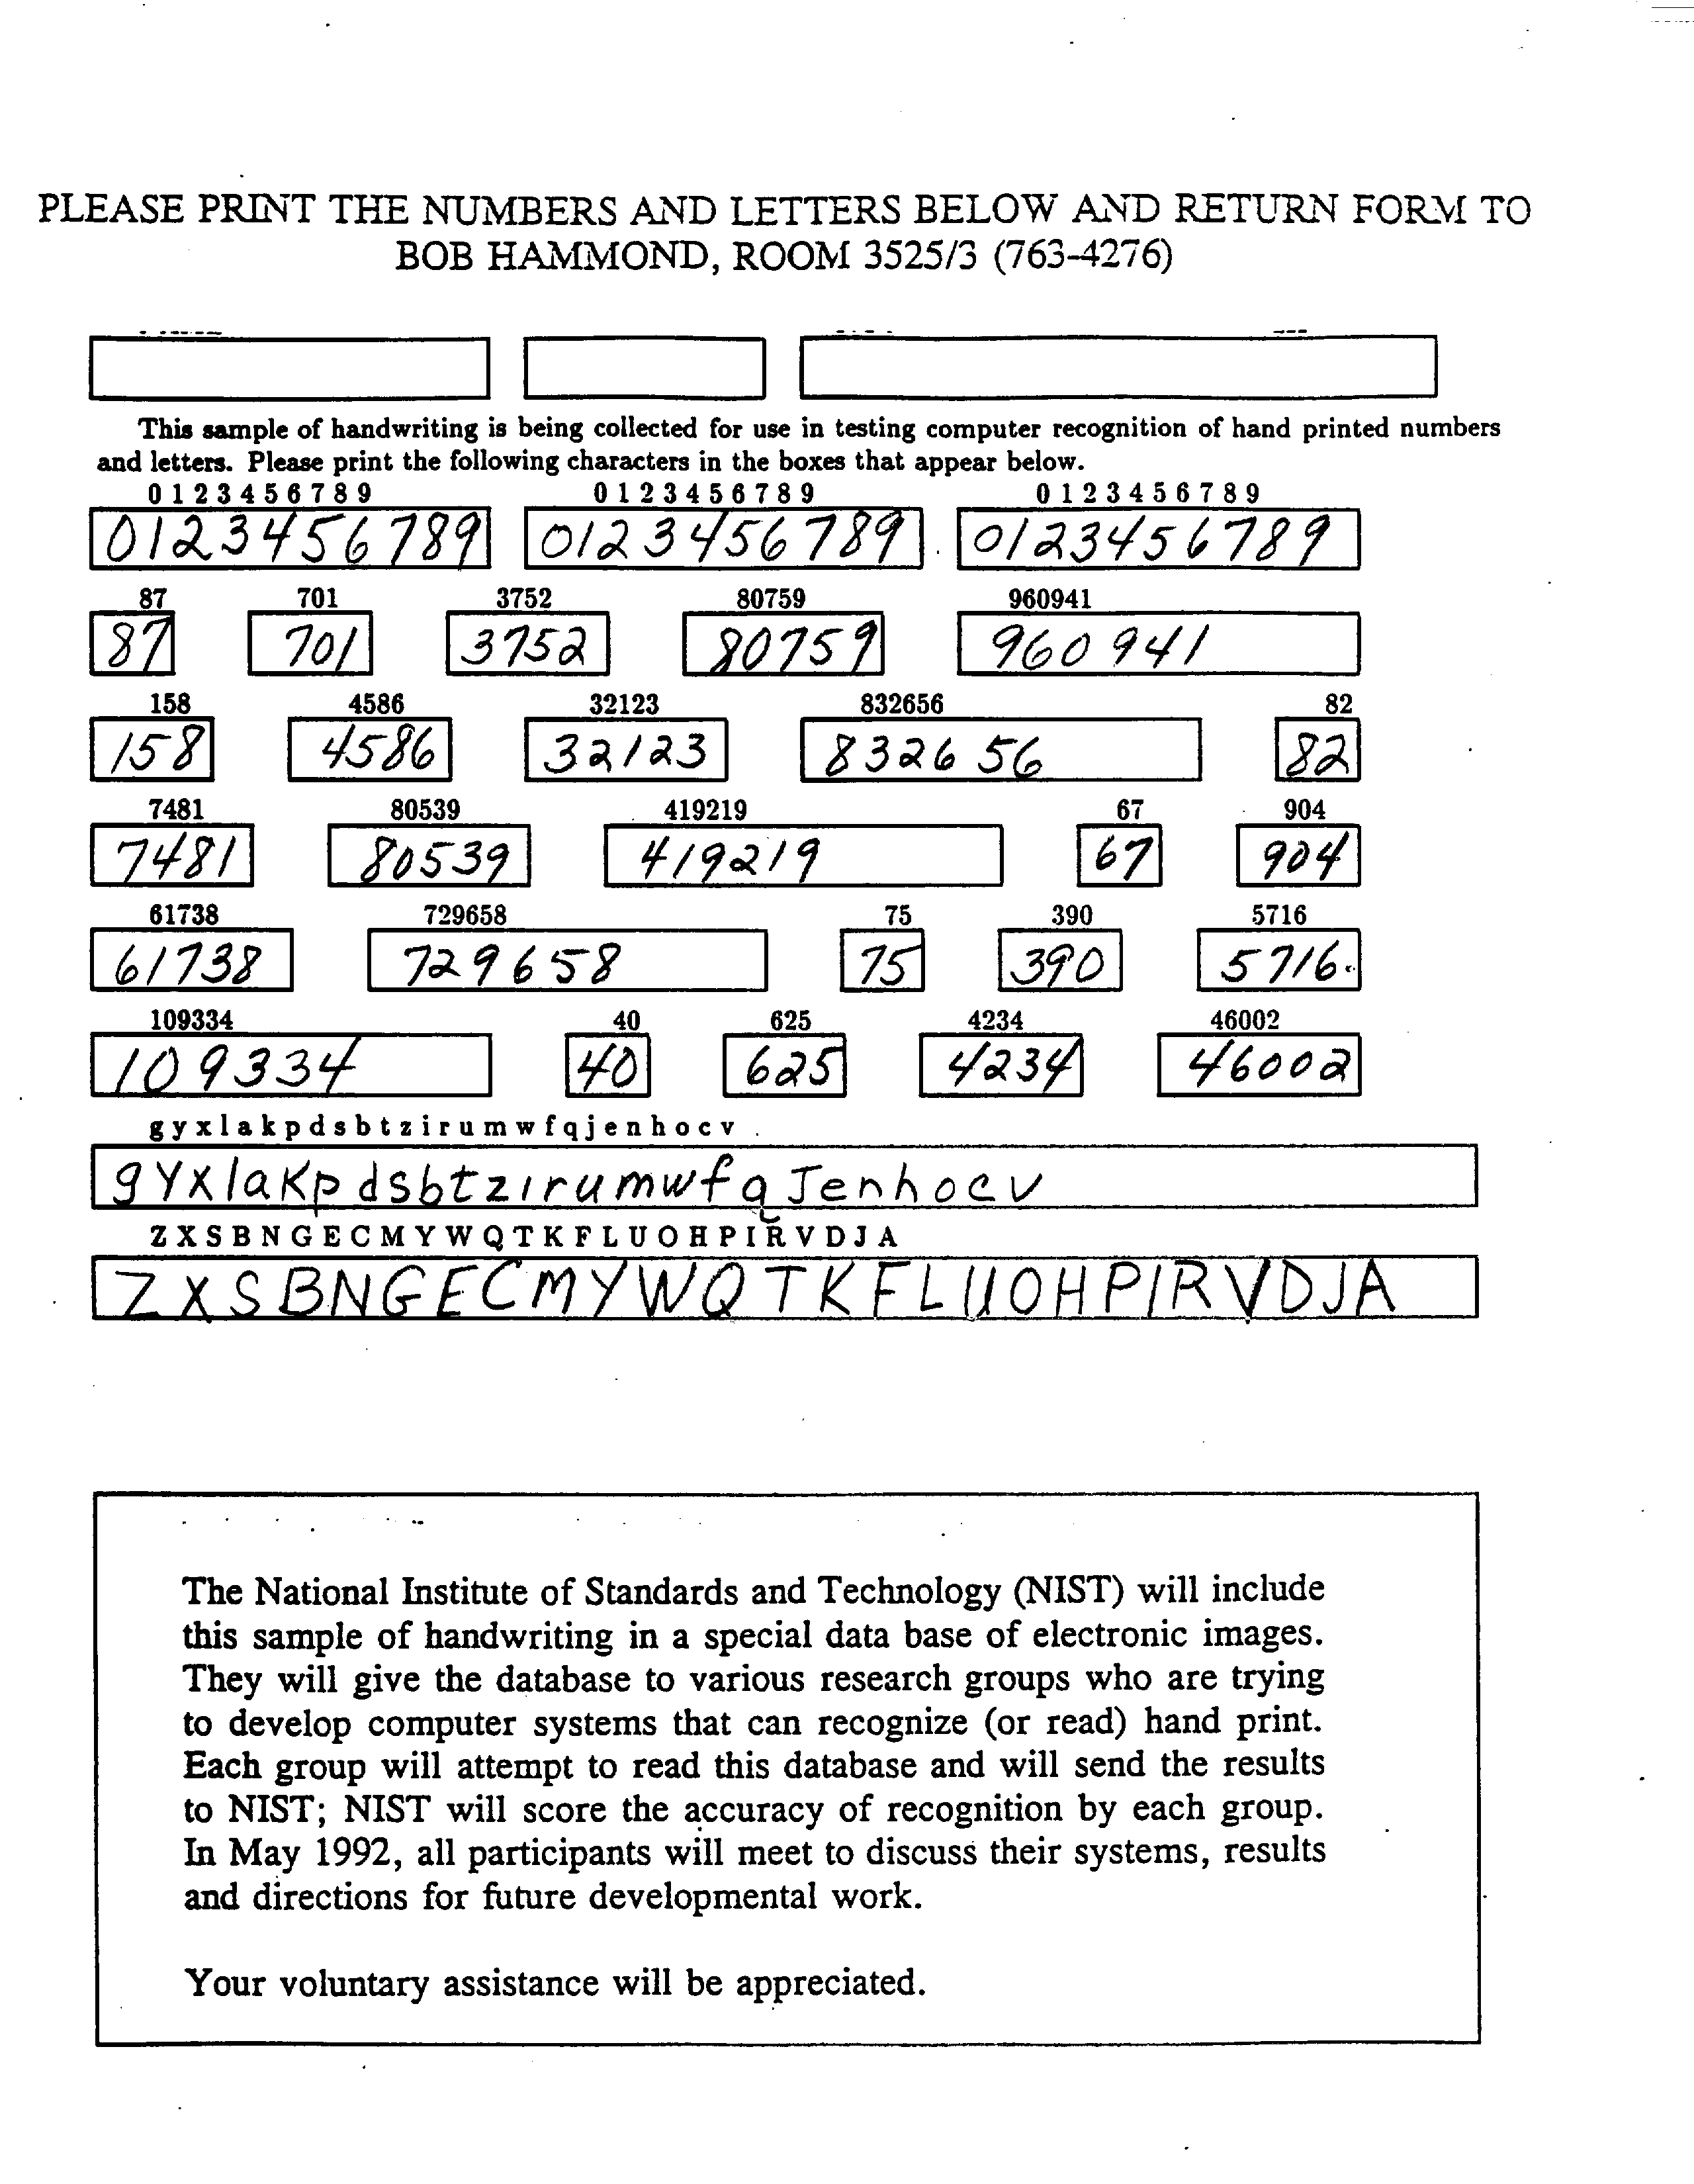 PLEASE PRINT THE NUMBERS AND LETTERS BELOW AND RETURN FORM TO
BOB HAMMOND, ROOM 3525/3 (763-4276)
This sample of handwriting is being collected for use in testing computer recognition of hand printed numbers
and letters. Please print the following characters in the boxes that appear below.
0 1 2 3 4 5 6 7 8 9 0 1 2 3 4 5 6 7 8 9 0 1 2 3 4 5 6 7 8 9
0123456789 0123456789 0123456789
87 701 3752 80759 960941
87 701 3752 80759 960941
158 4586 32123 832656 82
158 4586 32123 832656 82
7481 80539 419219 67 904
7481 80539 419219 67 904
61738 729658 75 390 5716
61738 729658 75 390 5716
109334 40 625 4234 46002
109334 40 625 4234 46002
g y x l a k p d s b t z i r u m w f q j e n h o c v
gyxlaKpdsbtzirumwfqJenhocv
Z X S B N G E C M Y W Q T K F L U O H P I R V D J A
ZXSBNGECMYWQTKFLUOHPIRVDJA
The National Institute of Standards and Technology (NIST) will include
this sample of handwriting in a special data base of electronic images.
They will give the database to various research groups who are trying
to develop computer systems that can recognize (or read) hand print.
Each group will attempt to read this database and will send the results
to NIST; NIST will score the accuracy of recognition by each group.
In May 1992, all participants will meet to discuss their systems, results
and directions for future developmental work.
Your voluntary assistance will be appreciated.